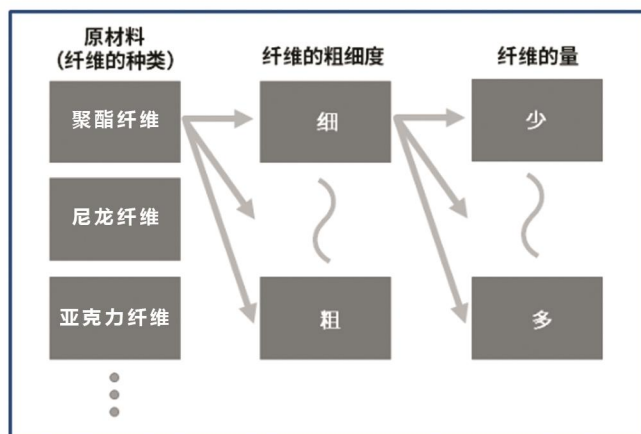 原材料
(纤维的种类)
纤维的粗细度
纤维的量
聚酯纤维
细
少
尼龙纤维
亚克力纤维
粗
多